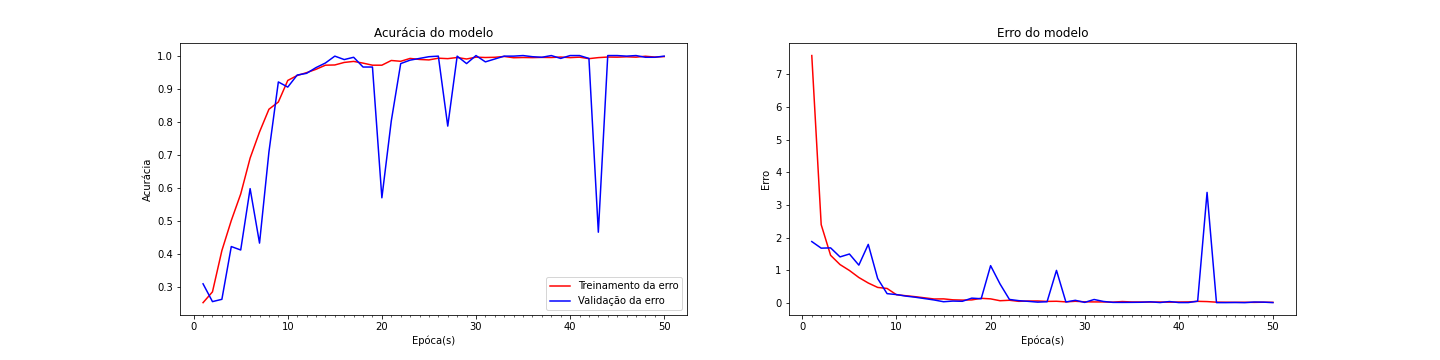 Acurácia do modelo
Acurácia
1.0
0.9
0.8
0.7
0.6
0.5
0.4
0.3
0 10 20 30 40 50
Epóca(s)
Treinamento da erro
Validação da erro
Erro do modelo
Erro
7
6
5
4
3
2
1
0
0 10 20 30 40 50
Epóca(s)